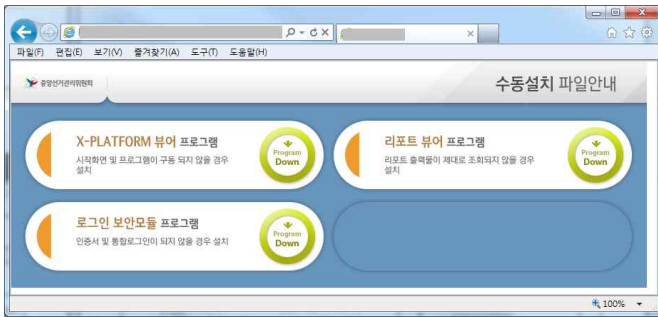 파일(F) 편집(E) 보기(V) 즐겨찾기(A) 도구(T) 도움말(H)
중앙선거관리위원회
수동설치 파일안내
X-PLATFORM 뷰어 프로그램
시작화면 및 프로그램이 구동 되지 않을 경우
설치
Program
Down
리포트 뷰어 프로그램
리포트 출력물이 제대로 조회되지 않을 경우
설치
Program
Down
로그인 보안모듈 프로그램
인증서 및 통합로그인이 되지 않을 경우 설치
Program
Down
100%